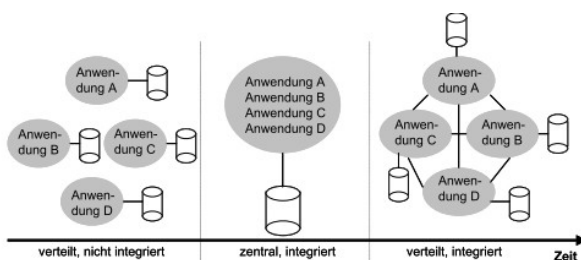 Anwen-
dung A
Anwen-
dung B
Anwen-
dung C
Anwen-
dung D
verteilt, nicht integriert
Anwendung A
Anwendung B
Anwendung C
Anwendung D
zentral, integriert
Anwen-
dung A
Anwen-
dung C
Anwen-
dung B
Anwen-
dung D
verteilt, integriert
Zeit